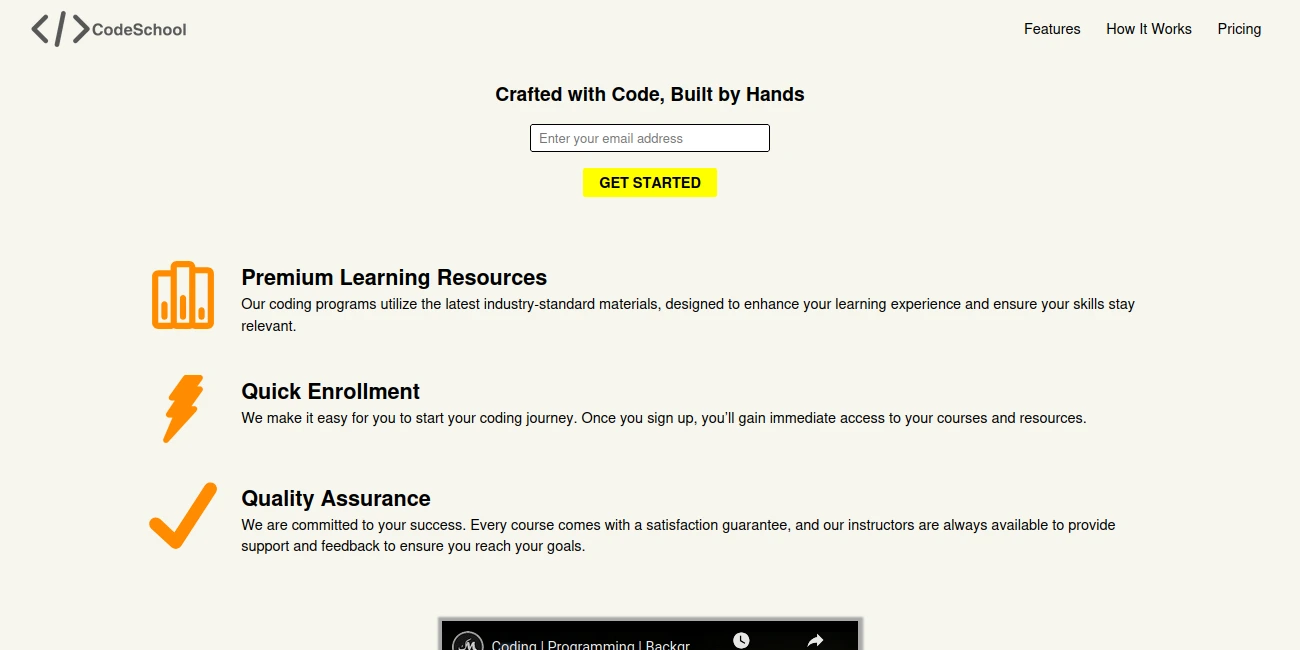 CodeSchool
Features
How It Works
Pricing
Crafted with Code, Built by Hands
Enter your email address
GET STARTED
Premium Learning Resources
Our coding programs utilize the latest industry-standard materials, designed to enhance your learning experience and ensure your skills stay
relevant.
Quick Enrollment
We make it easy for you to start your coding journey. Once you sign up, you’ll gain immediate access to your courses and resources.
Quality Assurance
We are committed to your success. Every course comes with a satisfaction guarantee, and our instructors are always available to provide
support and feedback to ensure you reach your goals.
Coding | Programming | Backgr